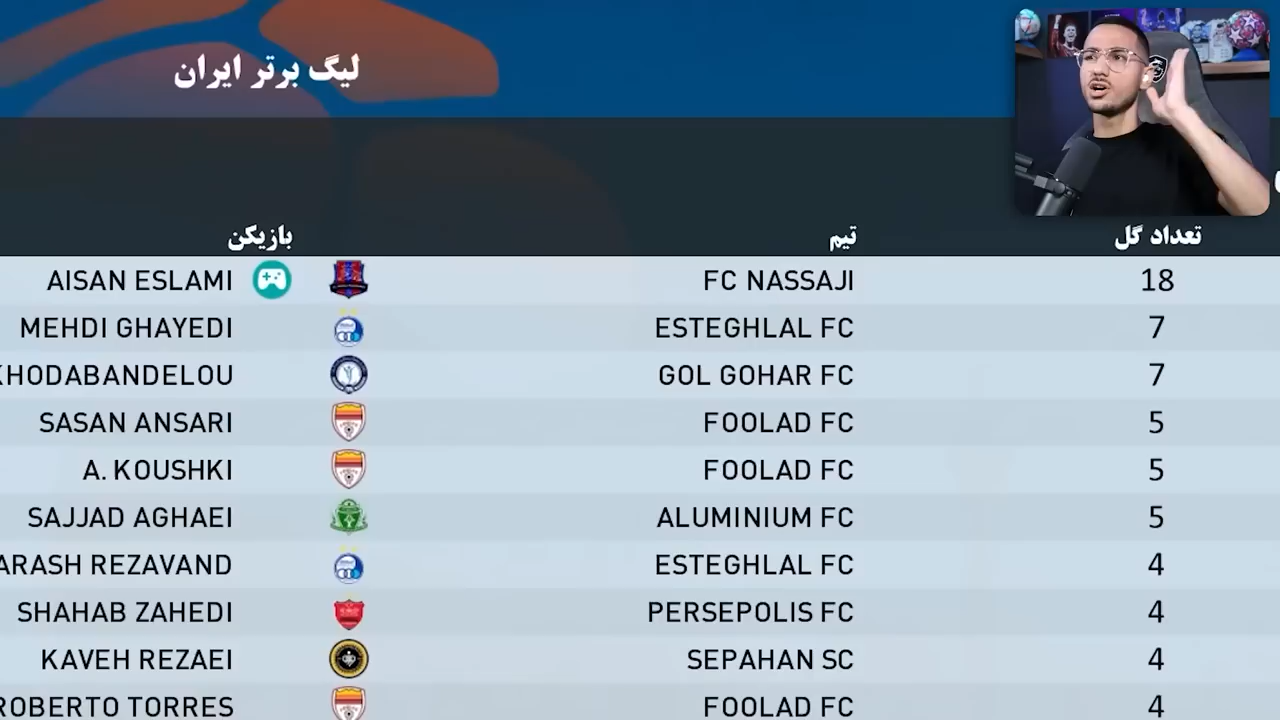 لیگ برتر ایران
بازیکن تیم تعداد گل
AISAN ESLAMI FC NASSAJI 18
MEHDI GHAYEDI ESTEGHLAL FC 7
KHODABANDELOU GOL GOHAR FC 7
SASAN ANSARI FOOLAD FC 5
A. KOUSHKI FOOLAD FC 5
SAJJAD AGHAEI ALUMINIUM FC 5
ARASH REZAVAND ESTEGHLAL FC 4
SHAHAB ZAHEDI PERSEPOLIS FC 4
KAVEH REZAEI SEPAHAN SC 4
ROBERTO TORRES FOOLAD FC 4